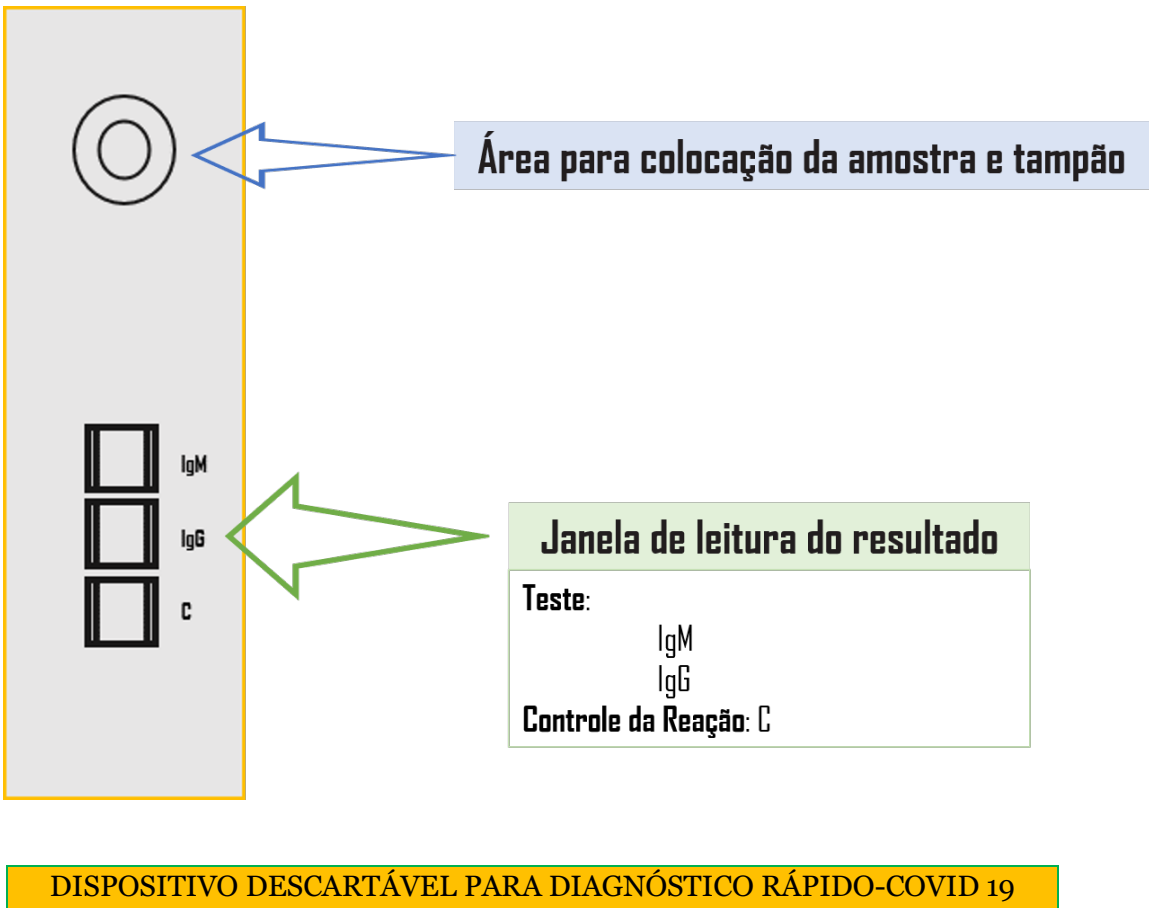 Área para colocação da amostra e tampão
IgM
IgG
C
Janela de leitura do resultado
Teste:
IgM
IgG
Controle da Reação: C
DISPOSITIVO DESCARTÁVEL PARA DIAGNÓSTICO RÁPIDO-COVID 19